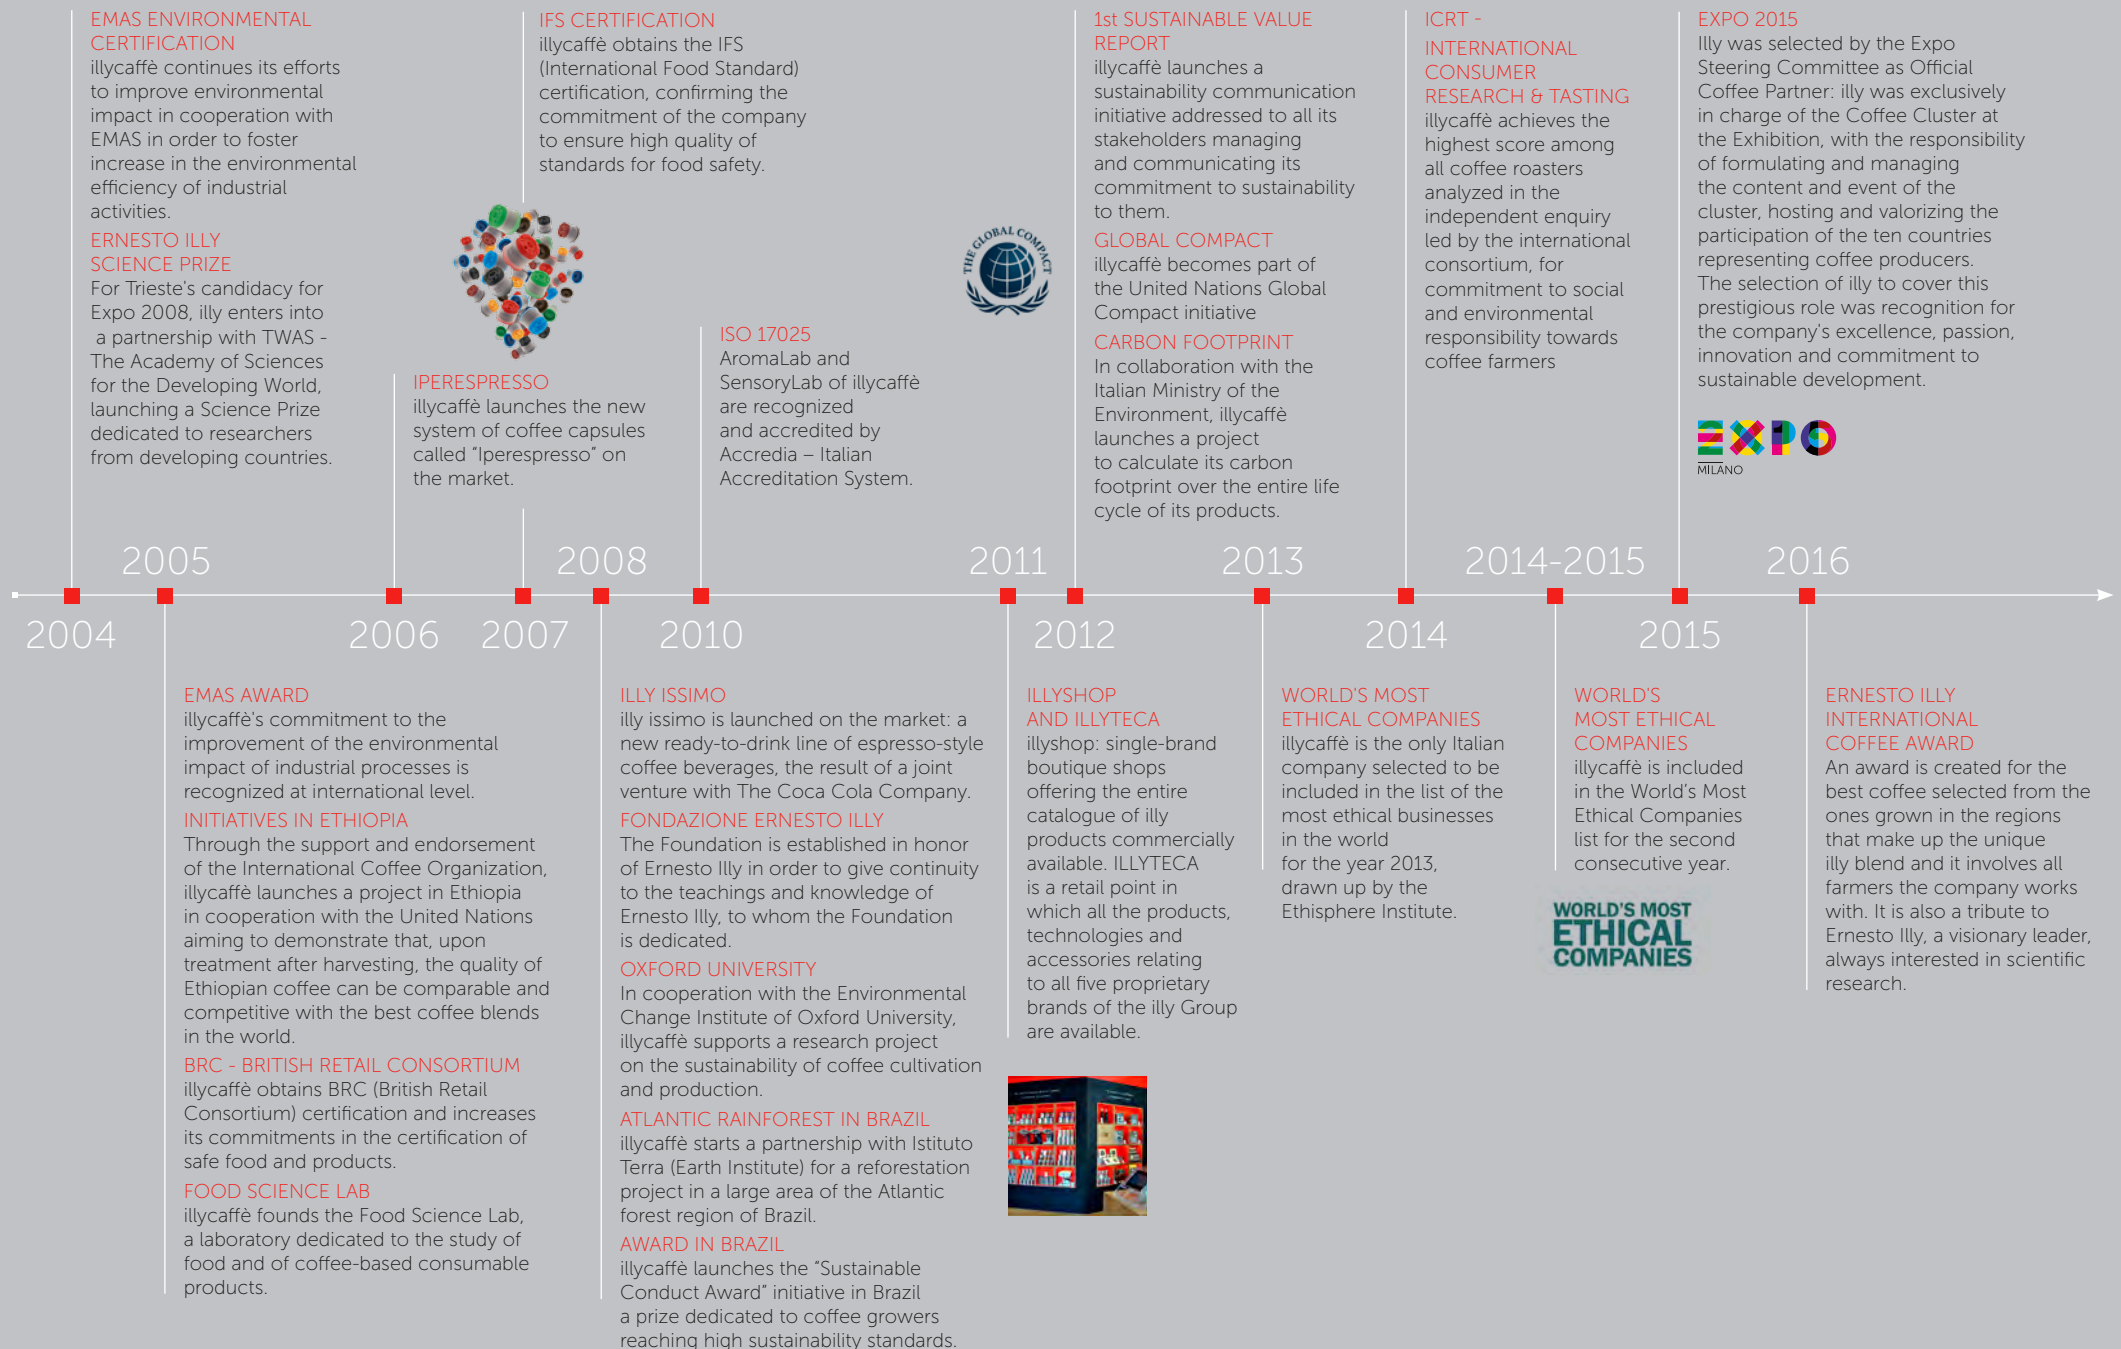 EMAS ENVIRONMENTAL
CERTIFICATION
illycaffè continues its efforts
to improve environmental
impact in cooperation with
EMAS in order to foster
increase in the environmental
efficiency of industrial
activities.
ERNESTO ILLY
SCIENCE PRIZE
For Trieste's candidacy for
Expo 2008, illy enters into
a partnership with TWAS -
The Academy of Sciences
for the Developing World,
launching a Science Prize
dedicated to researchers
from developing countries.
IPERESPRESSO
illycaffè launches the new
system of coffee capsules
called “Iperespresso” on
the market.
IFS CERTIFICATION
illycaffè obtains the IFS
(International Food Standard)
certification, confirming the
commitment of the company
to ensure high quality of
standards for food safety.
ISO 17025
AromaLab and
SensoryLab of illycaffè
are recognized
and accredited by
Accredia – Italian
Accreditation System.
THE GLOBAL COMPACT
1st SUSTAINABLE VALUE
REPORT
illycaffè launches a
sustainability communication
initiative addressed to all its
stakeholders managing
and communicating its
commitment to sustainability
to them.
GLOBAL COMPACT
illycaffè becomes part of
the United Nations Global
Compact initiative
CARBON FOOTPRINT
In collaboration with the
Italian Ministry of the
Environment, illycaffè
launches a project
to calculate its carbon
footprint over the entire life
cycle of its products.
ICRT -
INTERNATIONAL
CONSUMER
RESEARCH & TASTING
illycaffè achieves the
highest score among
all coffee roasters
analyzed in the
independent enquiry
led by the international
consortium, for
commitment to social
and environmental
responsibility towards
coffee farmers
EXPO 2015
Illy was selected by the Expo
Steering Committee as Official
Coffee Partner: illy was exclusively
in charge of the Coffee Cluster at
the Exhibition, with the responsibility
of formulating and managing
the content and event of the
cluster, hosting and valorizing the
participation of the ten countries
representing coffee producers.
The selection of illy to cover this
prestigious role was recognition for
the company's excellence, passion,
innovation and commitment to
sustainable development.
EXPO
MILANO
2005 2008 2011 2013 2014-2015 2016
2004 2006 2007 2010 2012 2014 2015
EMAS AWARD
illycaffè's commitment to the
improvement of the environmental
impact of industrial processes is
recognized at international level.
INITIATIVES IN ETHIOPIA
Through the support and endorsement
of the International Coffee Organization,
illycaffè launches a project in Ethiopia
in cooperation with the United Nations
aiming to demonstrate that, upon
treatment after harvesting, the quality of
Ethiopian coffee can be comparable and
competitive with the best coffee blends
in the world.
BRC - BRITISH RETAIL CONSORTIUM
illycaffè obtains BRC (British Retail
Consortium) certification and increases
its commitments in the certification of
safe food and products.
FOOD SCIENCE LAB
illycaffè founds the Food Science Lab,
a laboratory dedicated to the study of
food and of coffee-based consumable
products.
ILLY ISSIMO
illy issimo is launched on the market: a
new ready-to-drink line of espresso-style
coffee beverages, the result of a joint
venture with The Coca Cola Company.
FONDAZIONE ERNESTO ILLY
The Foundation is established in honor
of Ernesto Illy in order to give continuity
to the teachings and knowledge of
Ernesto Illy, to whom the Foundation
is dedicated.
OXFORD UNIVERSITY
In cooperation with the Environmental
Change Institute of Oxford University,
illycaffè supports a research project
on the sustainability of coffee cultivation
and production.
ATLANTIC RAINFOREST IN BRAZIL
illycaffè starts a partnership with Istituto
Terra (Earth Institute) for a reforestation
project in a large area of the Atlantic
forest region of Brazil.
AWARD IN BRAZIL
illycaffè launches the “Sustainable
Conduct Award” initiative in Brazil
a prize dedicated to coffee growers
reaching high sustainability standards.
ILLYSHOP
AND ILLYTECA
illyshop: single-brand
boutique shops
offering the entire
catalogue of illy
products commercially
available. ILLYTECA
is a retail point in
which all the products,
technologies and
accessories relating
to all five proprietary
brands of the illy Group
are available.
WORLD'S MOST
ETHICAL COMPANIES
illycaffè is the only Italian
company selected to be
included in the list of the
most ethical businesses
in the world
for the year 2013,
drawn up by the
Ethisphere Institute.
WORLD'S
MOST ETHICAL
COMPANIES
illycaffè is included
in the World’s Most
Ethical Companies
list for the second
consecutive year.
WORLD'S MOST
ETHICAL
COMPANIES
ERNESTO ILLY
INTERNATIONAL
COFFEE AWARD
An award is created for the
best coffee selected from the
ones grown in the regions
that make up the unique
illy blend and it involves all
farmers the company works
with. It is also a tribute to
Ernesto Illy, a visionary leader,
always interested in scientific
research.